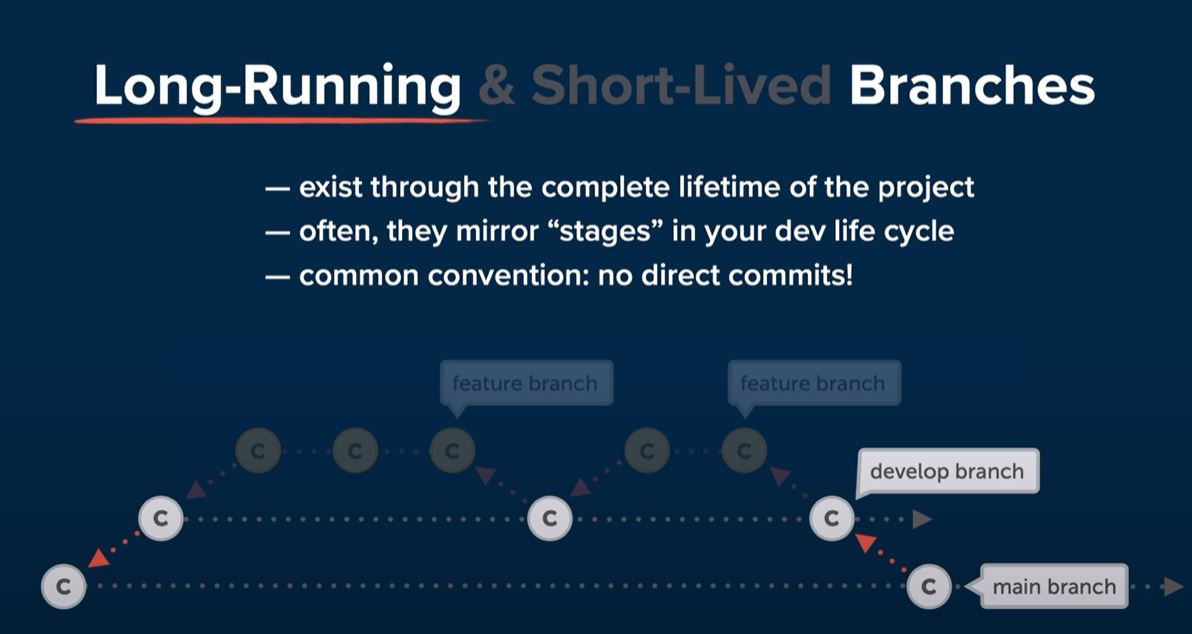 Long-Running & Short-Lived Branches
— exist through the complete lifetime of the project
— often, they mirror “stages” in your dev life cycle
— common convention: no direct commits!
feature branch
feature branch
C C C C C
develop branch
C C C
C C
main branch